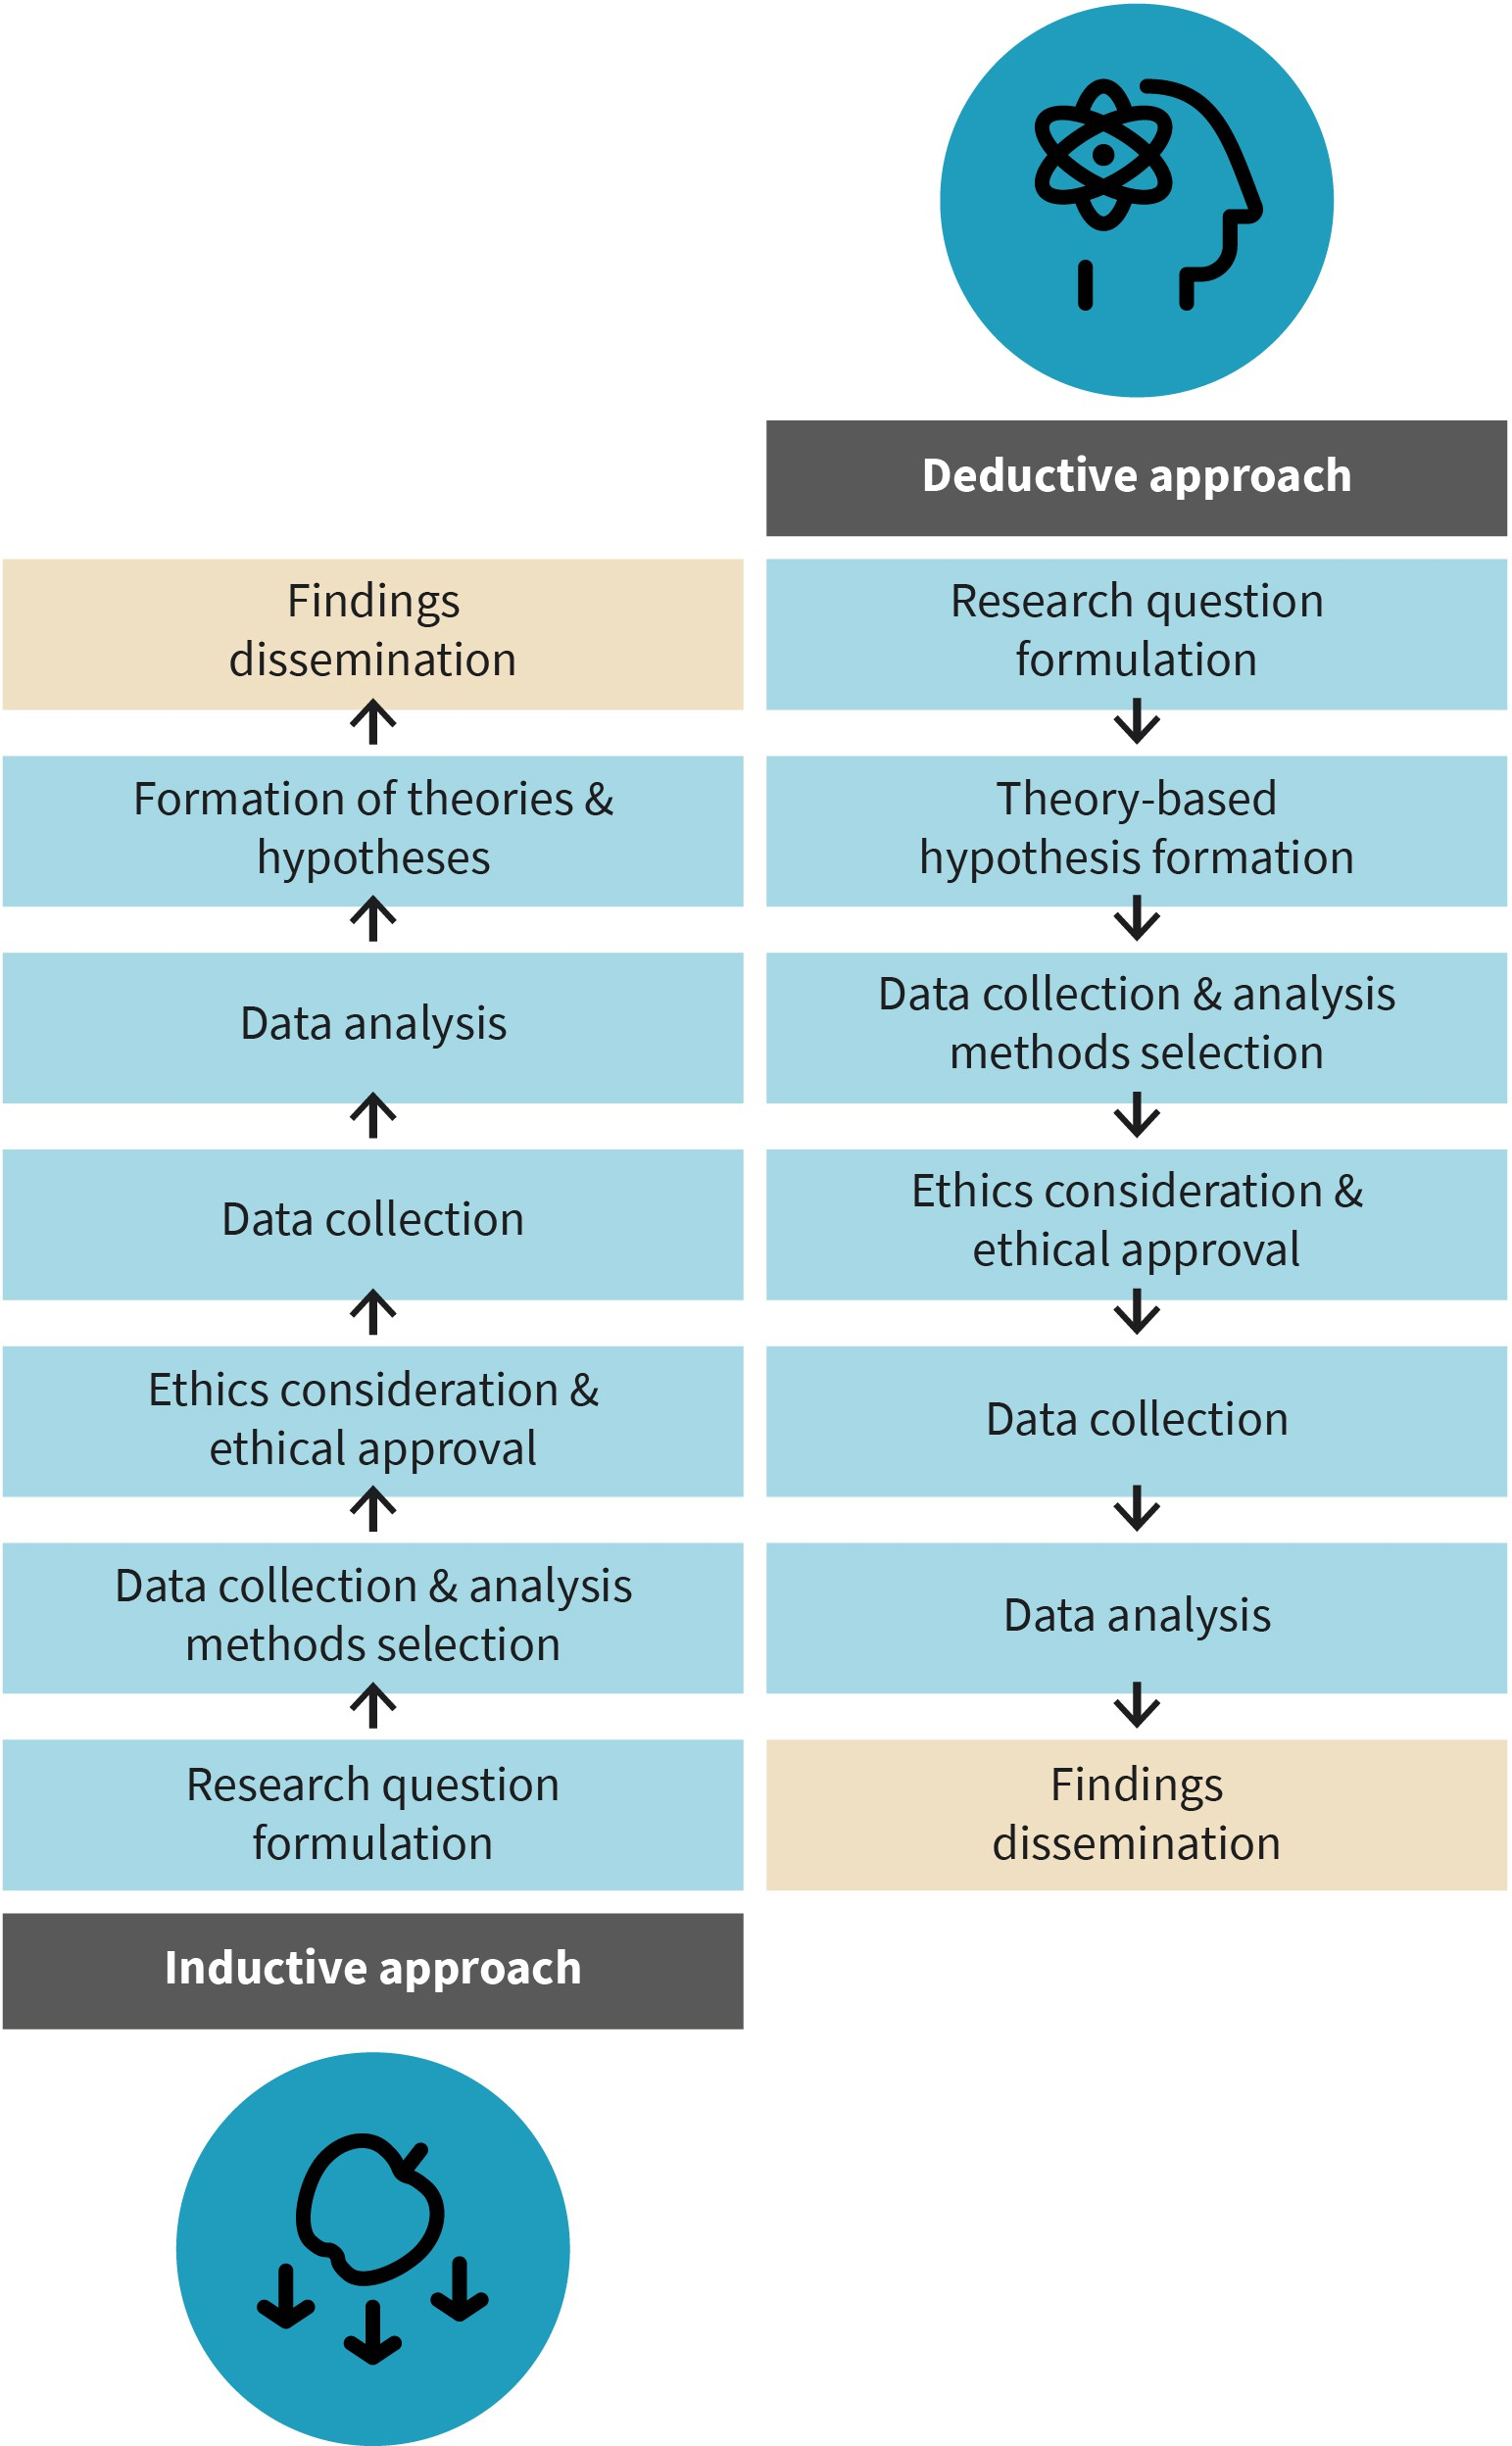 Deductive approach
Findings
dissemination
Formation of theories &
hypotheses
Data analysis
Data collection
Ethics consideration &
ethical approval
Data collection & analysis
methods selection
Research question
formulation
Inductive approach
Research question
formulation
Theory-based
hypothesis formation
Data collection & analysis
methods selection
Ethics consideration &
ethical approval
Data collection
Data analysis
Findings
dissemination